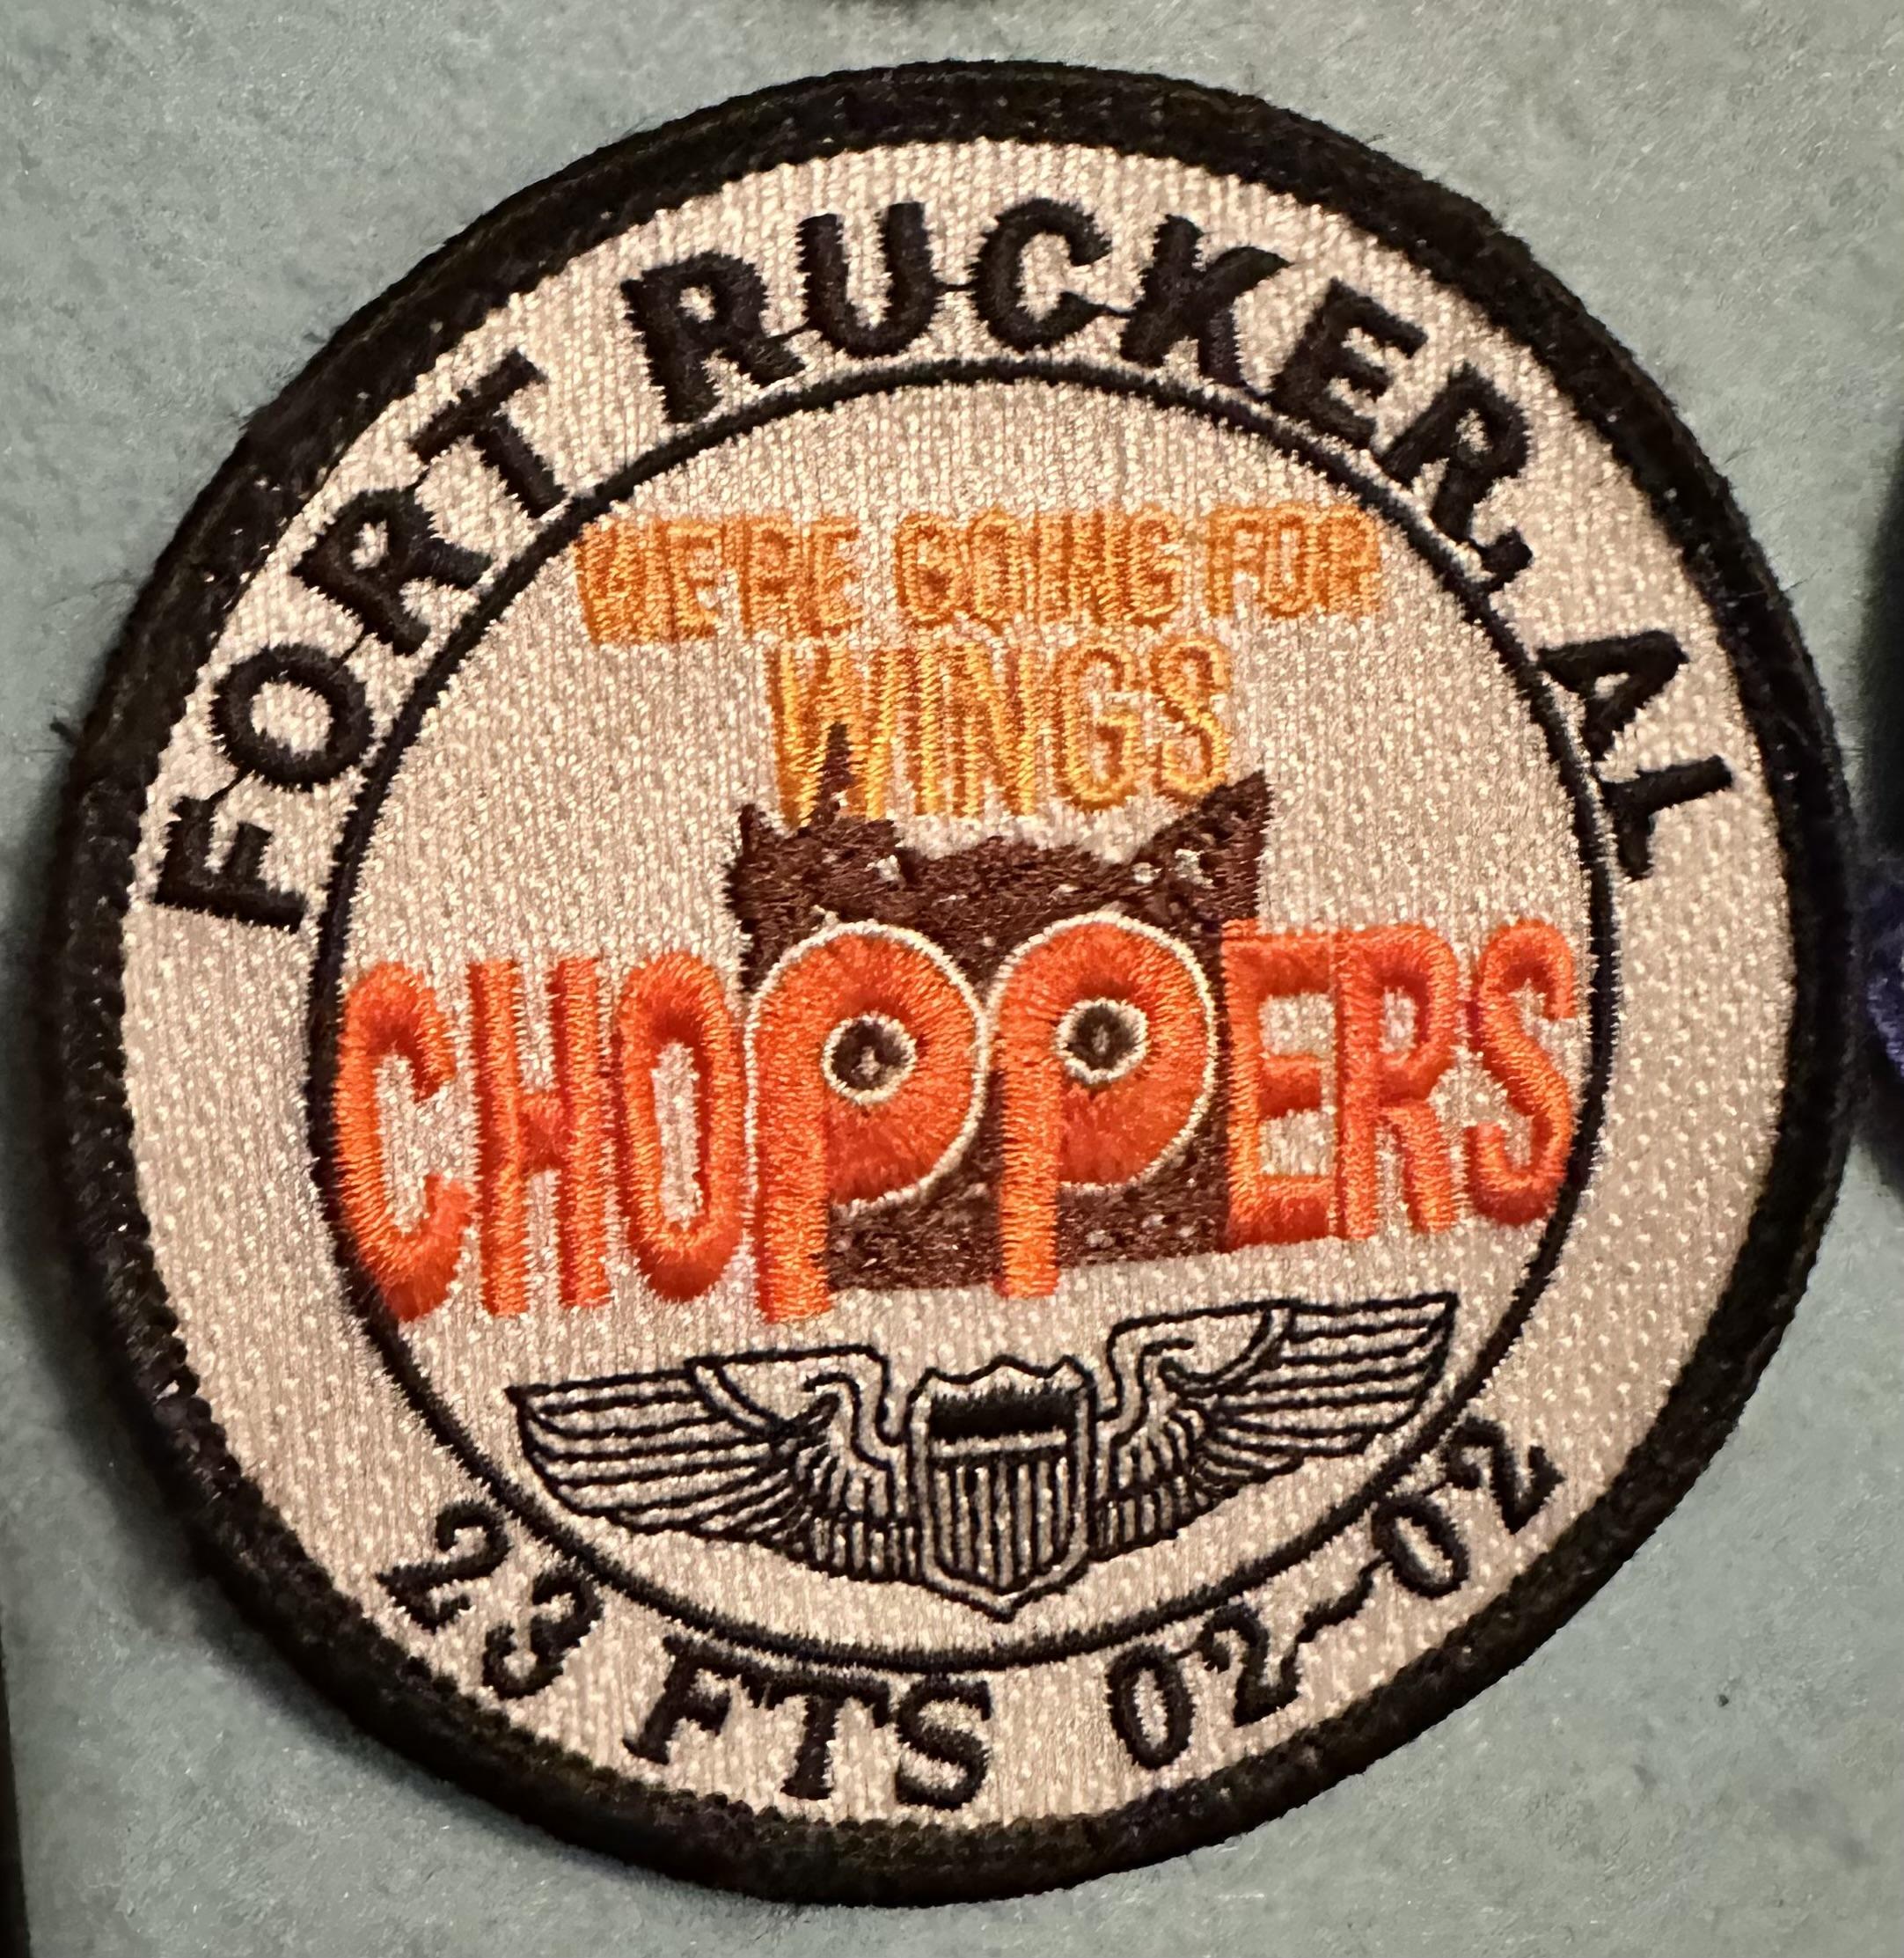 FORT RUCKER, AL
WE'RE GOING FOR
WINGS
CHOPPERS
23 FTS 02-02